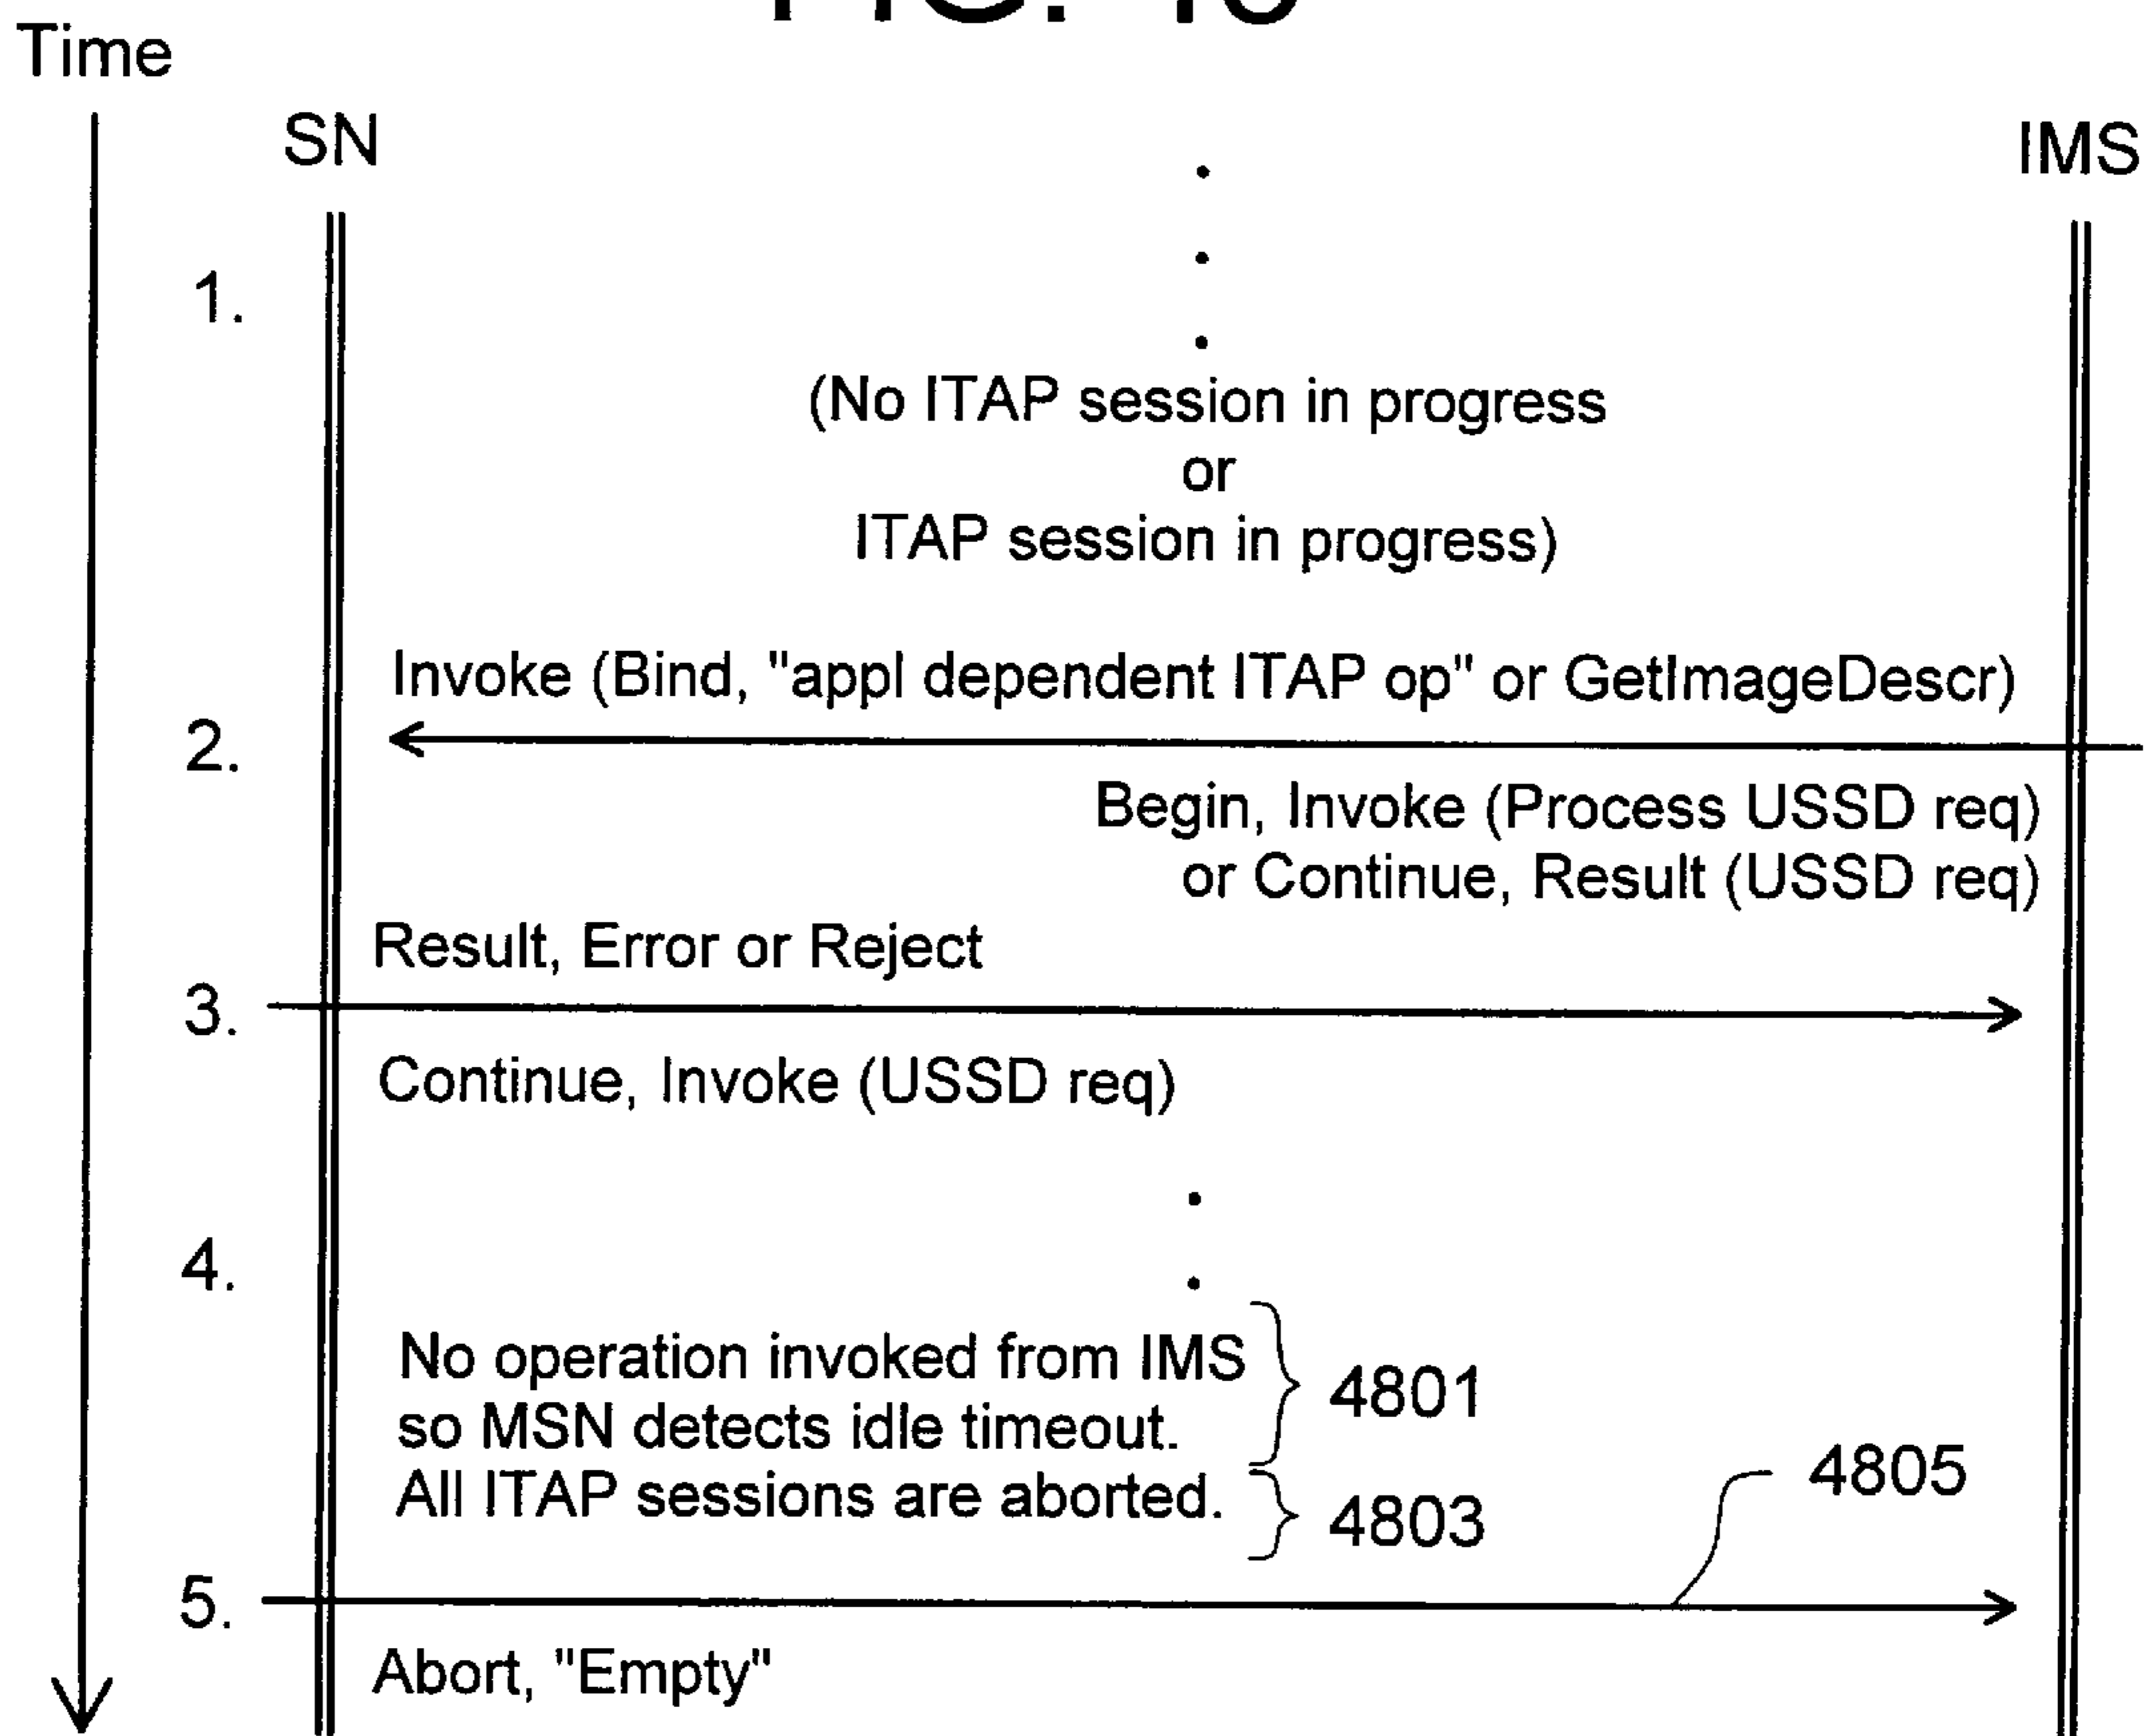 Time
SN
IMS
1.
(No ITAP session in progress
or
ITAP session in progress)
Invoke (Bind, "appl dependent ITAP op" or GetImageDescr)
2.
Begin, Invoke (Process USSD req)
or Continue, Result (USSD req)
Result, Error or Reject
3.
Continue, Invoke (USSD req)
4.
No operation invoked from IMS
so MSN detects idle timeout.
4801
All ITAP sessions are aborted.
4803
4805
5.
Abort, "Empty"